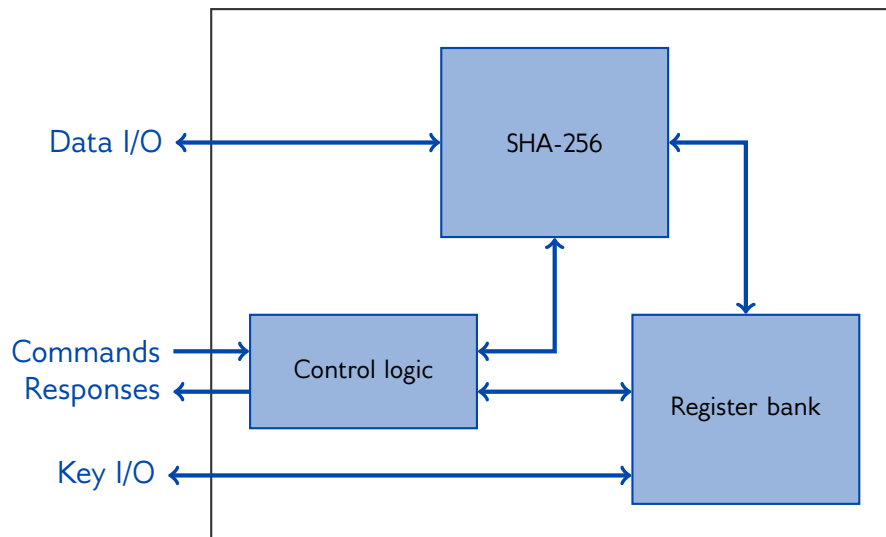 SHA-256
Data I/O
Commands
Responses
Control logic
Register bank
Key I/O